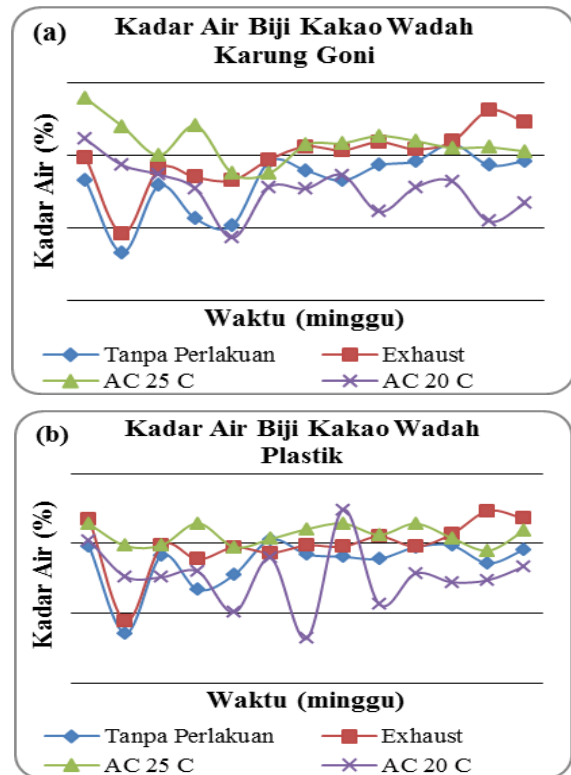 (a)
Kadar Air Biji Kakao Wadah
Karung Goni
Kadar Air (%)
Waktu (minggu)
Tanpa Perlakuan
Exhaust
AC 25 C
AC 20 C
(b)
Kadar Air Biji Kakao Wadah
Plastik
Kadar Air (%)
Waktu (minggu)
Tanpa Perlakuan
Exhaust
AC 25 C
AC 20 C